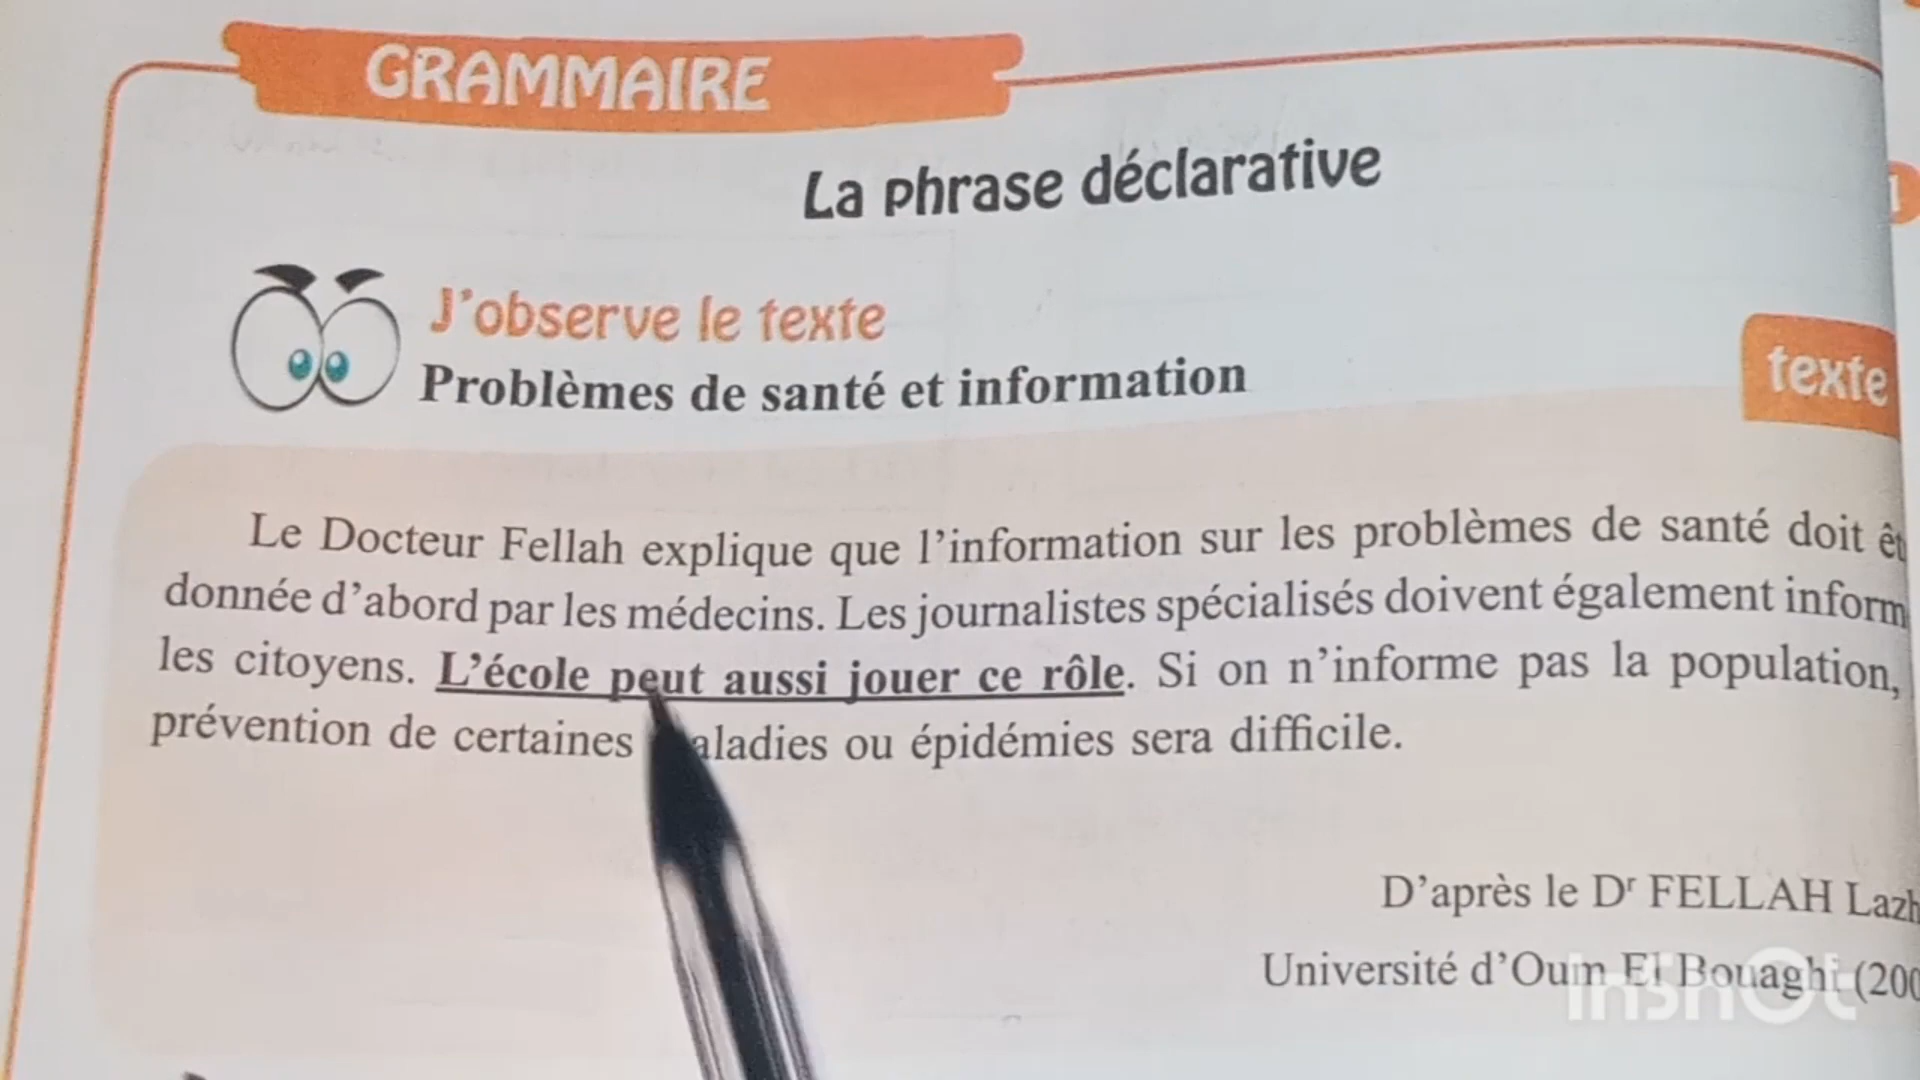 GRAMMAIRE
La phrase déclarative
J'observe le texte
Problèmes de santé et information
texte
Le Docteur Fellah explique que l'information sur les problèmes de santé doit
donnée d'abord par les médecins. Les journalistes spécialisés doivent également
les citoyens. L'école peut aussi jouer ce rôle. Si on n'informe pas la population,
prévention de certaines ou épidémies sera difficile.
D'après le Dr FELLAH
Université d'Oum El Bouaghi
InShOt